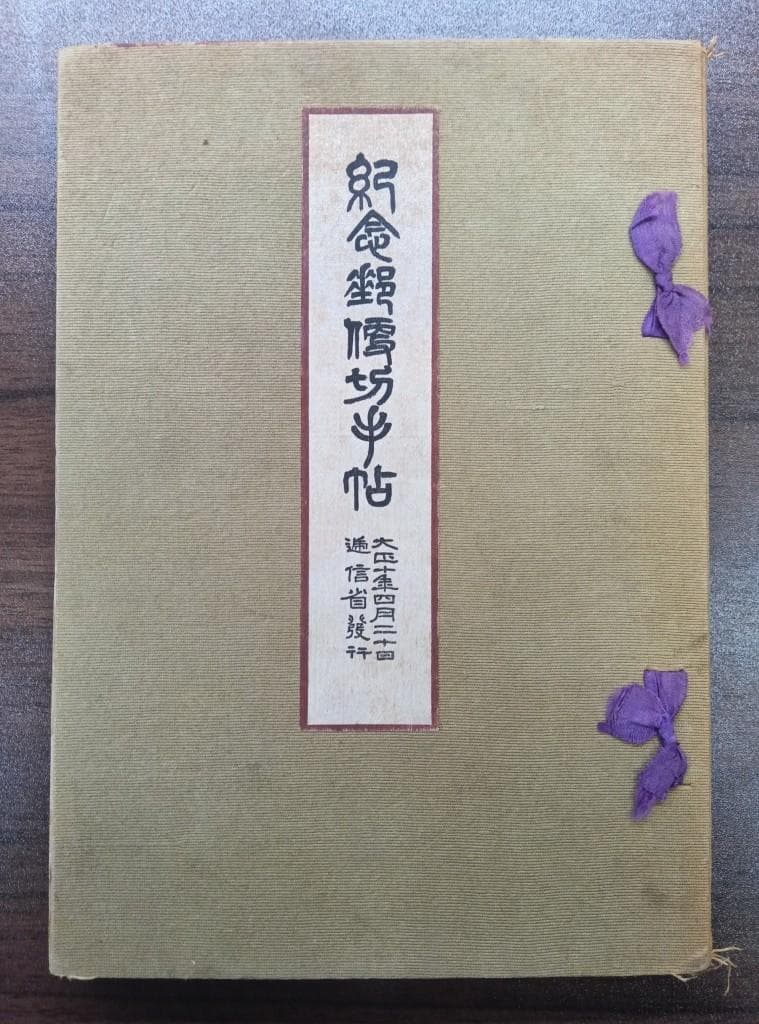 紀念郵便切手帖
大正十年四月二十日
遞信省發行